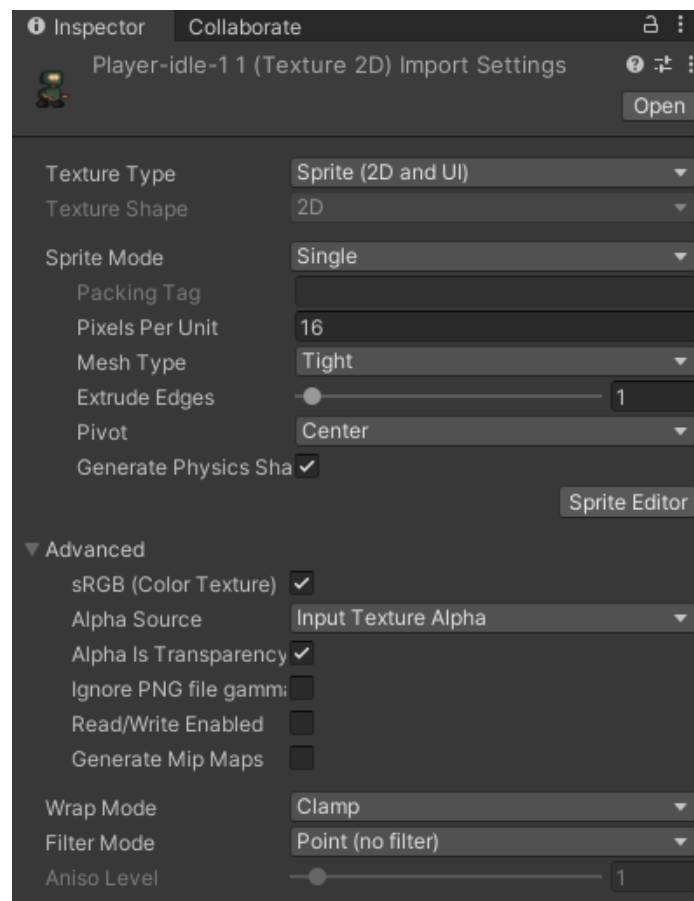 Inspector Collaborate
Player-idle-1 1 (Texture 2D) Import Settings
Open
Texture Type Sprite (2D and UI)
Texture Shape 2D
Sprite Mode Single
Packing Tag
Pixels Per Unit 16
Mesh Type Tight
Extrude Edges 1
Pivot Center
Generate Physics Sha
Sprite Editor
Advanced
sRGB (Color Texture)
Alpha Source Input Texture Alpha
Alpha Is Transparency
Ignore PNG file gamma
Read/Write Enabled
Generate Mip Maps
Wrap Mode Clamp
Filter Mode Point (no filter)
Aniso Level 1